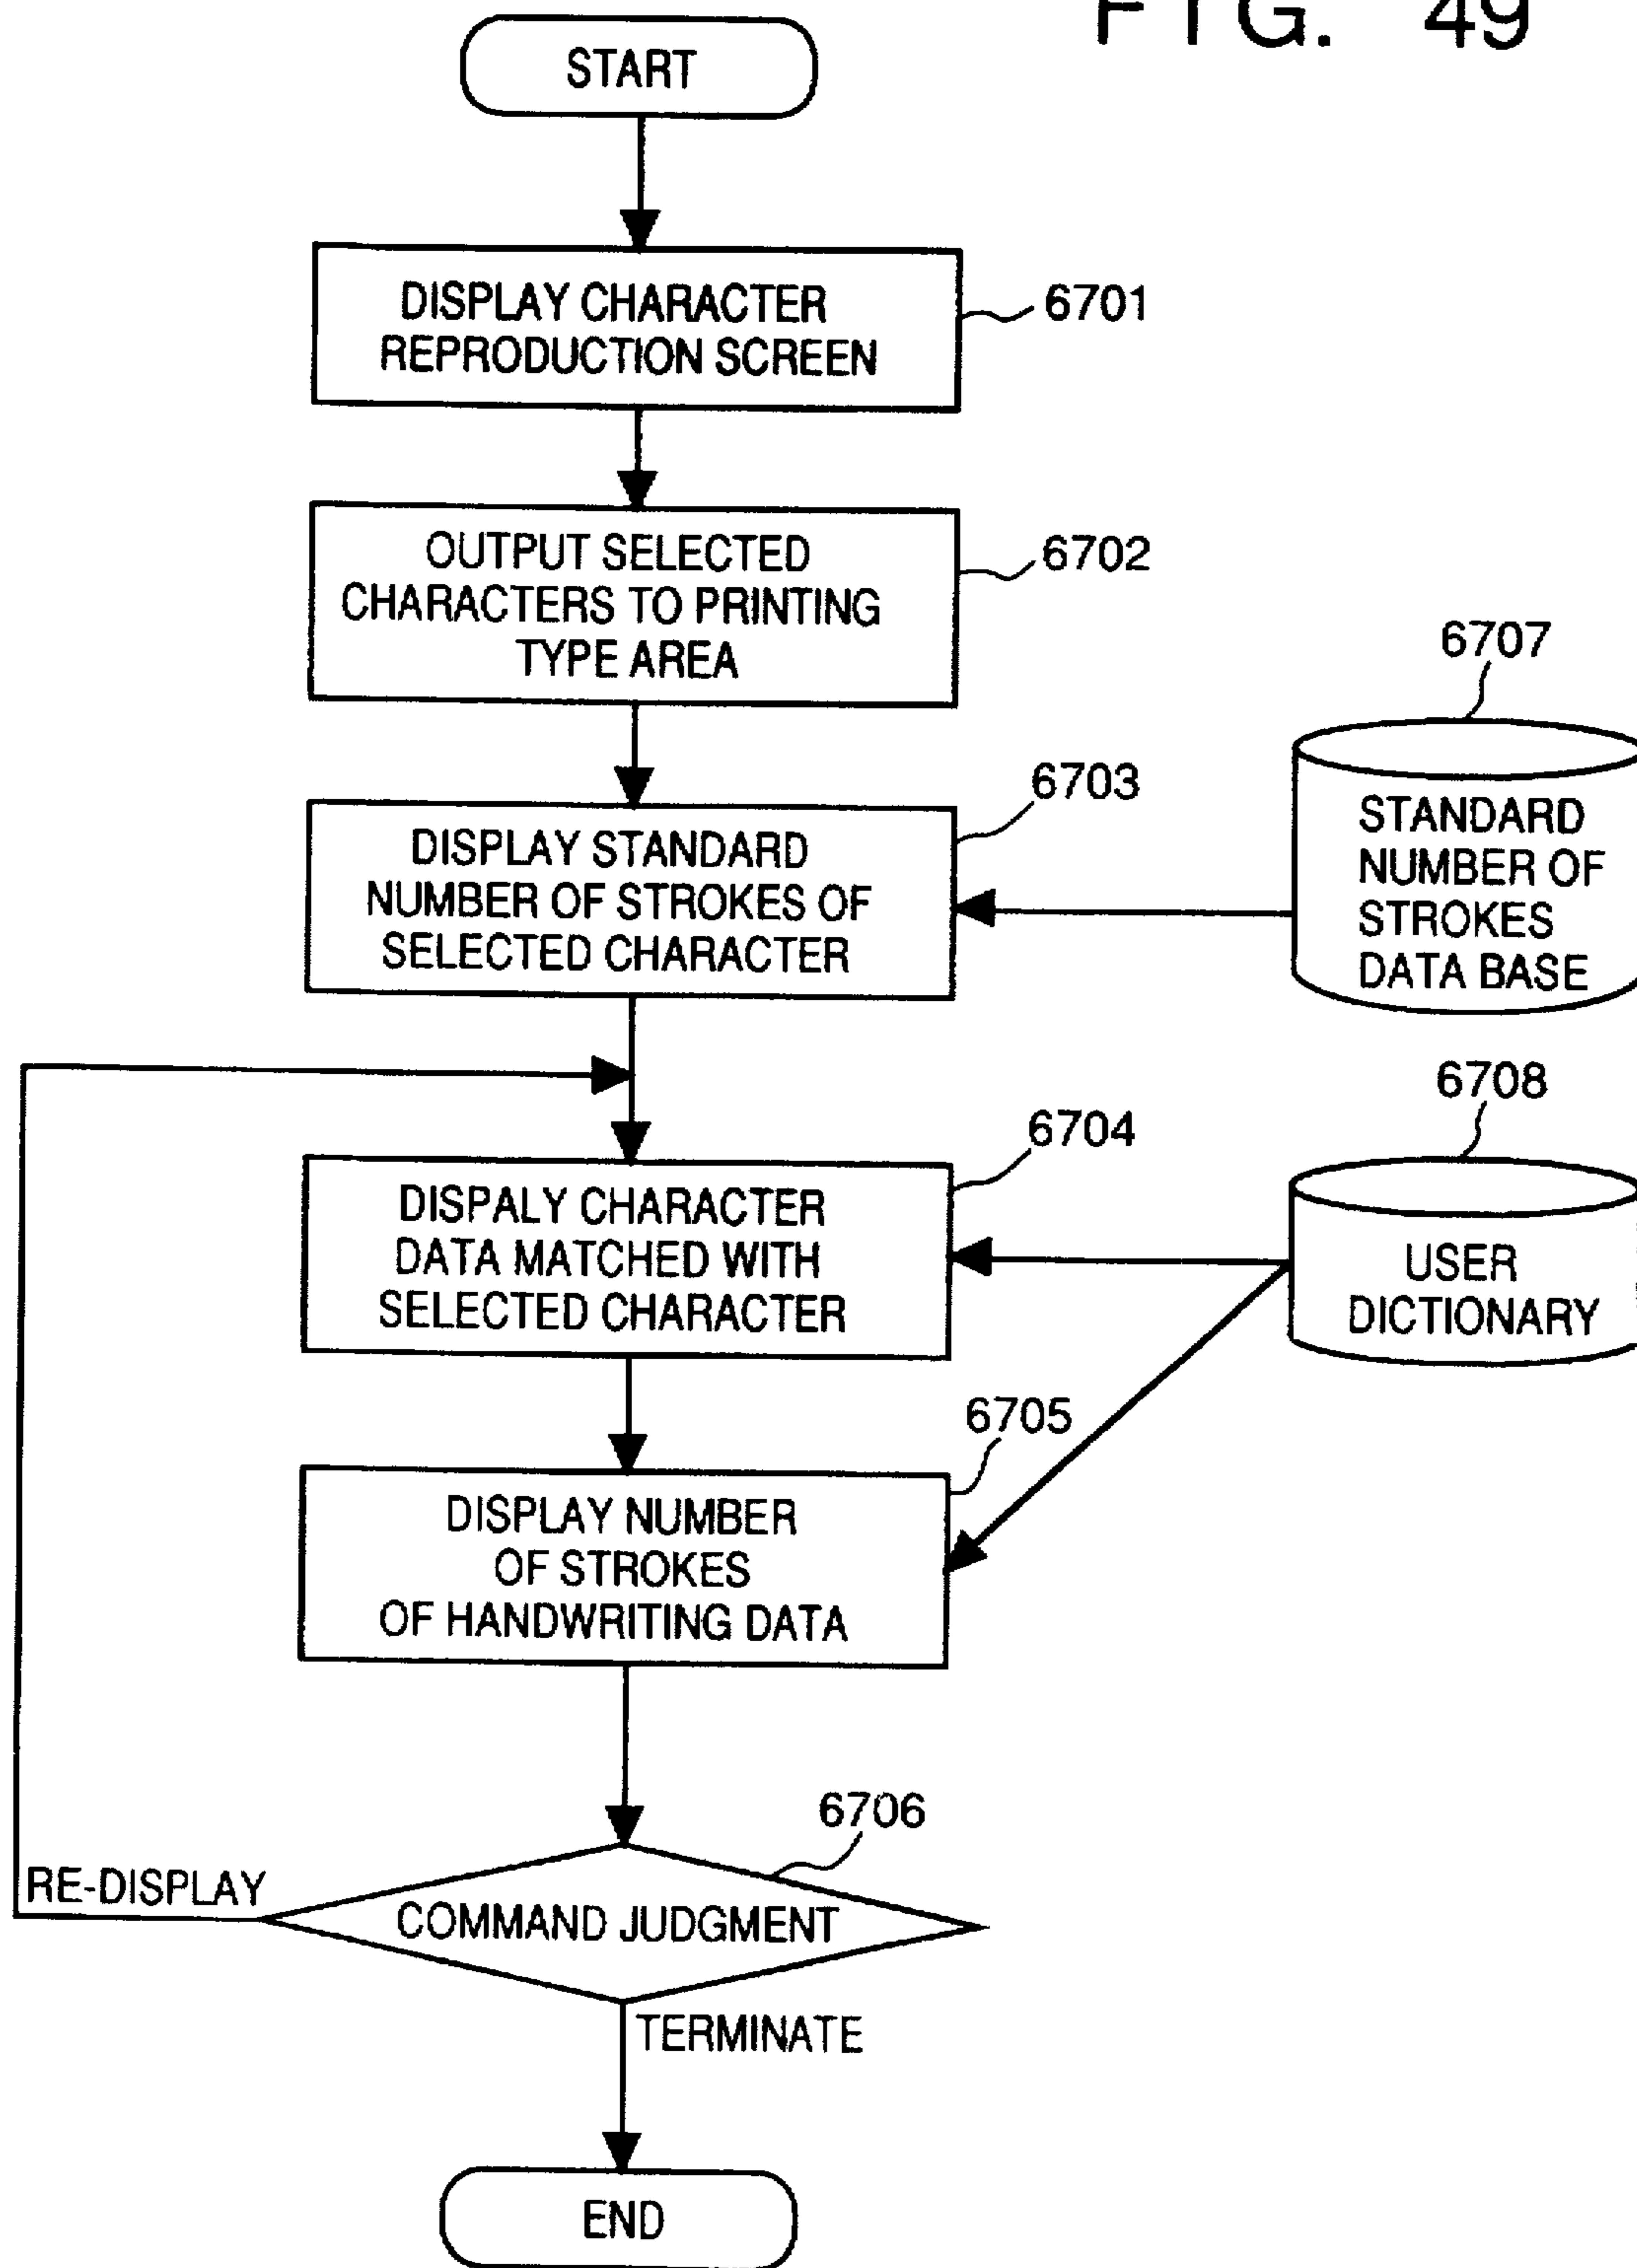 FIG. 49
START
DISPLAY CHARACTER
REPRODUCTION SCREEN
6701
OUTPUT SELECTED
CHARACTERS TO PRINTING
TYPE AREA
6702
6707
6703
DISPLAY STANDARD
NUMBER OF STROKES OF
SELECTED CHARACTER
STANDARD
NUMBER OF
STROKES
DATA BASE
6708
6704
DISPALY CHARACTER
DATA MATCHED WITH
SELECTED CHARACTER
USER
DICTIONARY
6705
DISPLAY NUMBER
OF STROKES
OF HANDWRITING DATA
6706
RE-DISPLAY
COMMAND JUDGMENT
TERMINATE
END